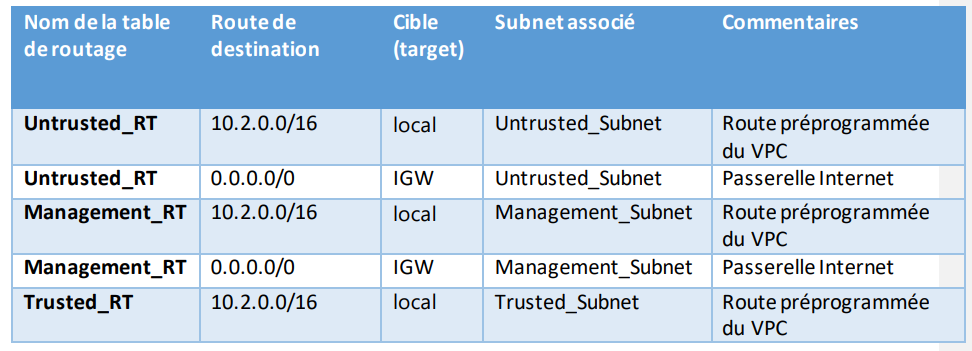 Nom de la table de routage | Route de destination | Cible (target) | Subnet associé | Commentaires
Untrusted_RT | 10.2.0.0/16 | local | Untrusted_Subnet | Route préprogrammée du VPC
Untrusted_RT | 0.0.0.0/0 | IGW | Untrusted_Subnet | Passerelle Internet
Management_RT | 10.2.0.0/16 | local | Management_Subnet | Route préprogrammée du VPC
Management_RT | 0.0.0.0/0 | IGW | Management_Subnet | Passerelle Internet
Trusted_RT | 10.2.0.0/16 | local | Trusted_Subnet | Route préprogrammée du VPC